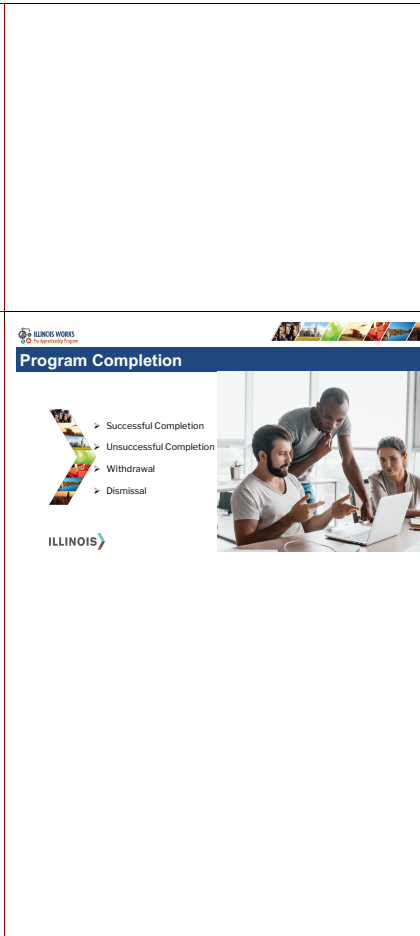 ILLINOIS WORKS
Pre-Apprenticeship Program
Program Completion
➢ Successful Completion
➢ Unsuccessful Completion
➢ Withdrawal
➢ Dismissal
ILLINOIS